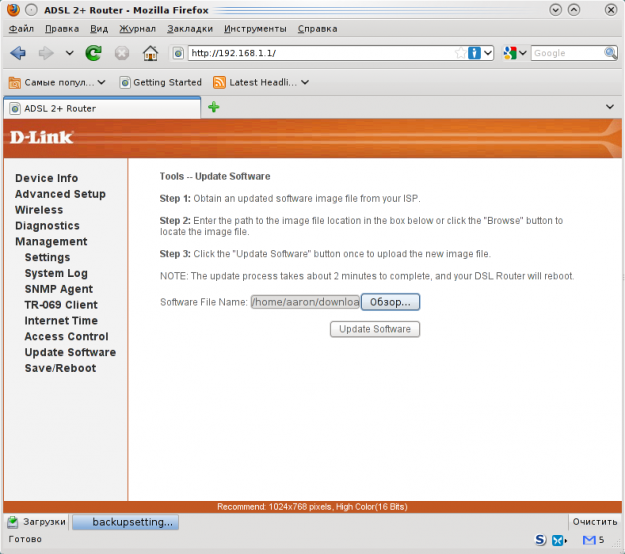 ADSL 2+ Router - Mozilla Firefox
Файл Правка Вид Журнал Закладки Инструменты Справка
http://192.168.1.1/
Google
Самые попул... Getting Started Latest Headli...
ADSL 2+ Router
D-Link
Device Info
Advanced Setup
Wireless
Diagnostics
Management
Settings
System Log
SNMP Agent
TR-069 Client
Internet Time
Access Control
Update Software
Save/Reboot
Tools -- Update Software
Step 1: Obtain an updated software image file from your ISP.
Step 2: Enter the path to the image file location in the box below or click the "Browse" button to
locate the image file.
Step 3: Click the "Update Software" button once to upload the new image file.
NOTE: The update process takes about 2 minutes to complete, and your DSL Router will reboot.
Software File Name: /home/aaron/downloa Обзор...
Update Software
Recommend: 1024x768 pixels, High Color(16 Bits)
Загрузки backupsetting... Очистить
Готово S 5